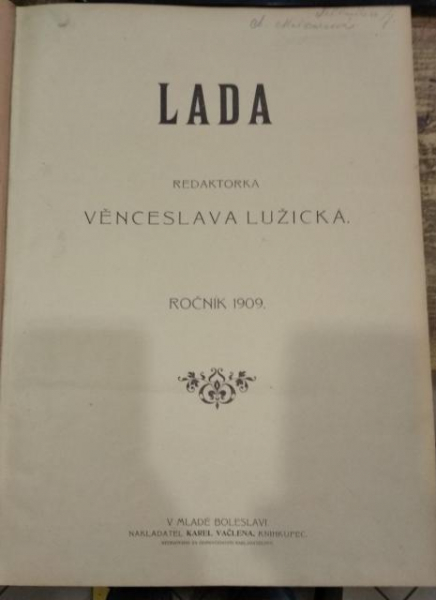 LADA
REDAKTORKA
VĚNCESLAVA LUŽICKÁ.
ROČNÍK 1909.
V MLADÉ BOLESLAVI
NAKLADATEL KAREL VAČLENA, KNIHKUPEC.